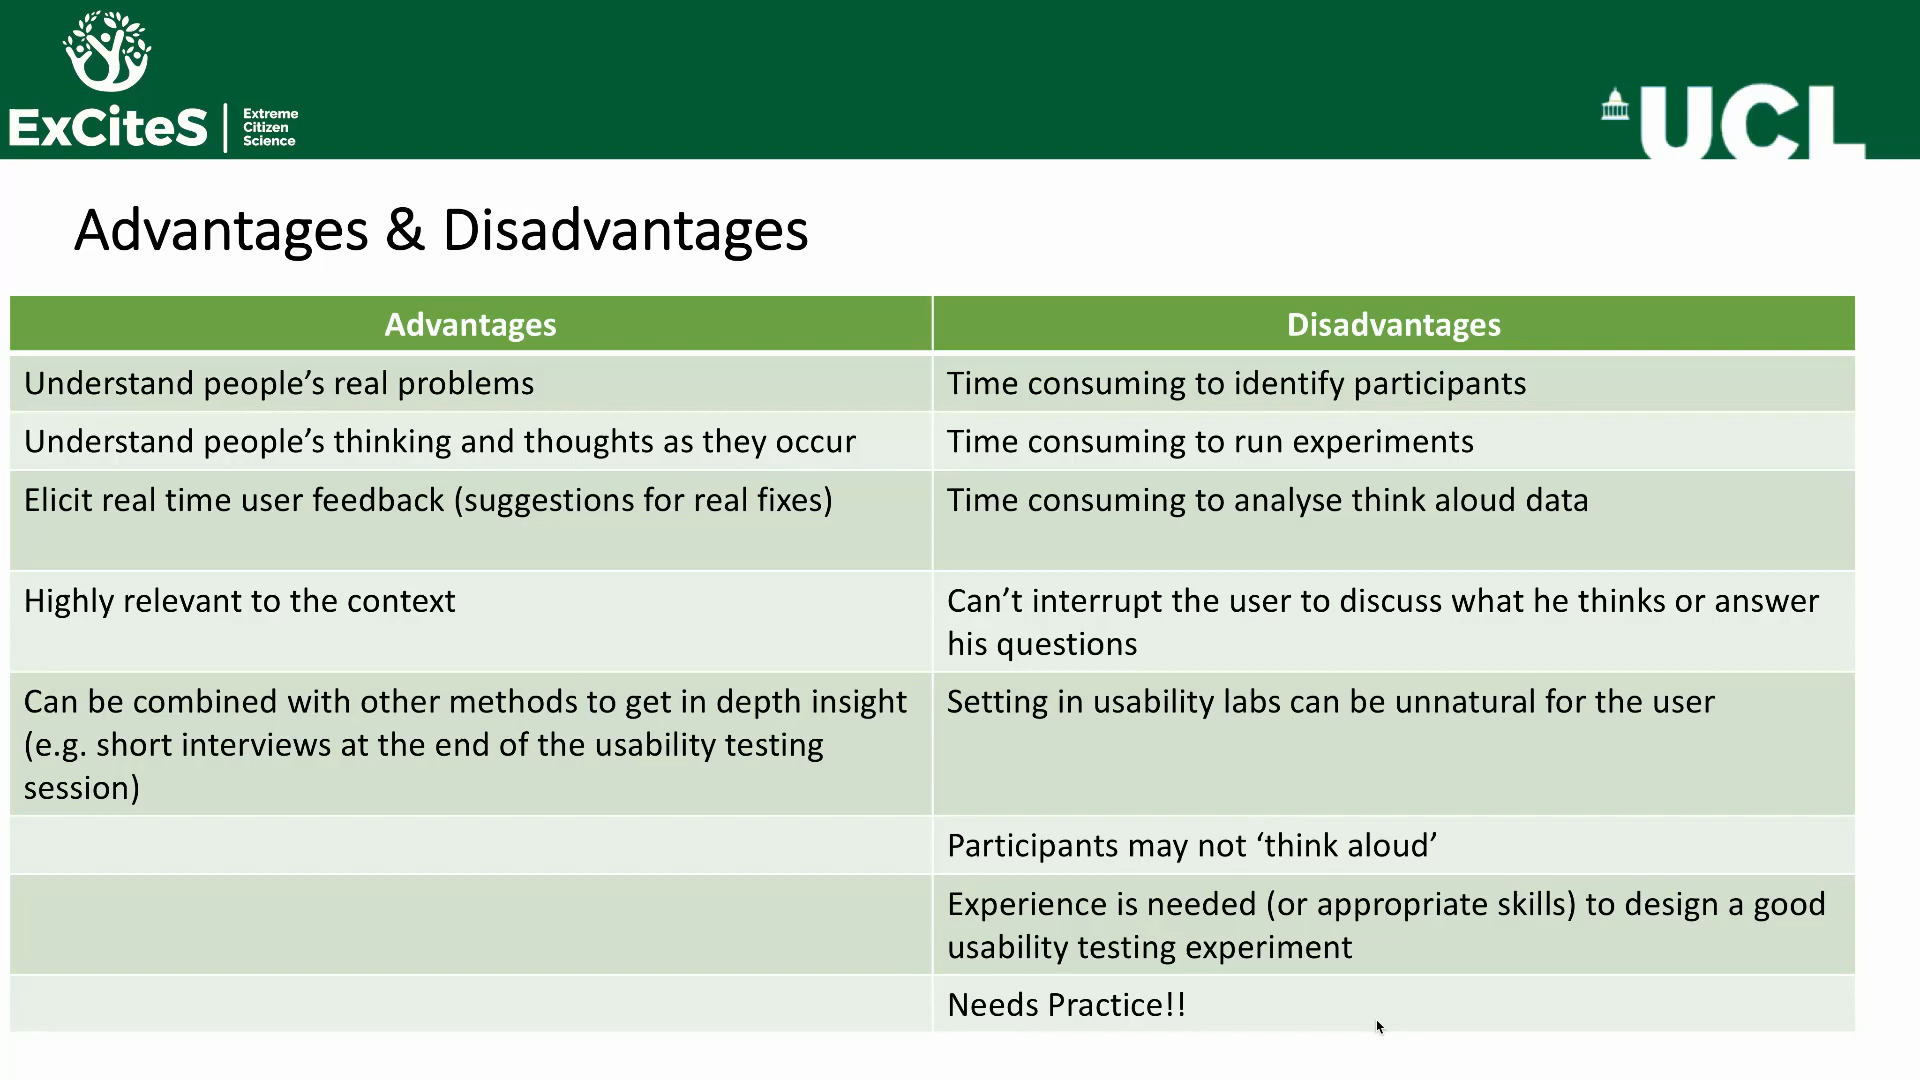 ExCiteS
Extreme
Citizen
Science
UCL
Advantages & Disadvantages
Advantages
Disadvantages
Understand people’s real problems
Time consuming to identify participants
Understand people’s thinking and thoughts as they occur
Time consuming to run experiments
Elicit real time user feedback (suggestions for real fixes)
Time consuming to analyse think aloud data
Highly relevant to the context
Can’t interrupt the user to discuss what he thinks or answer
his questions
Can be combined with other methods to get in depth insight
(e.g. short interviews at the end of the usability testing
session)
Setting in usability labs can be unnatural for the user
Participants may not ‘think aloud’
Experience is needed (or appropriate skills) to design a good
usability testing experiment
Needs Practice!!